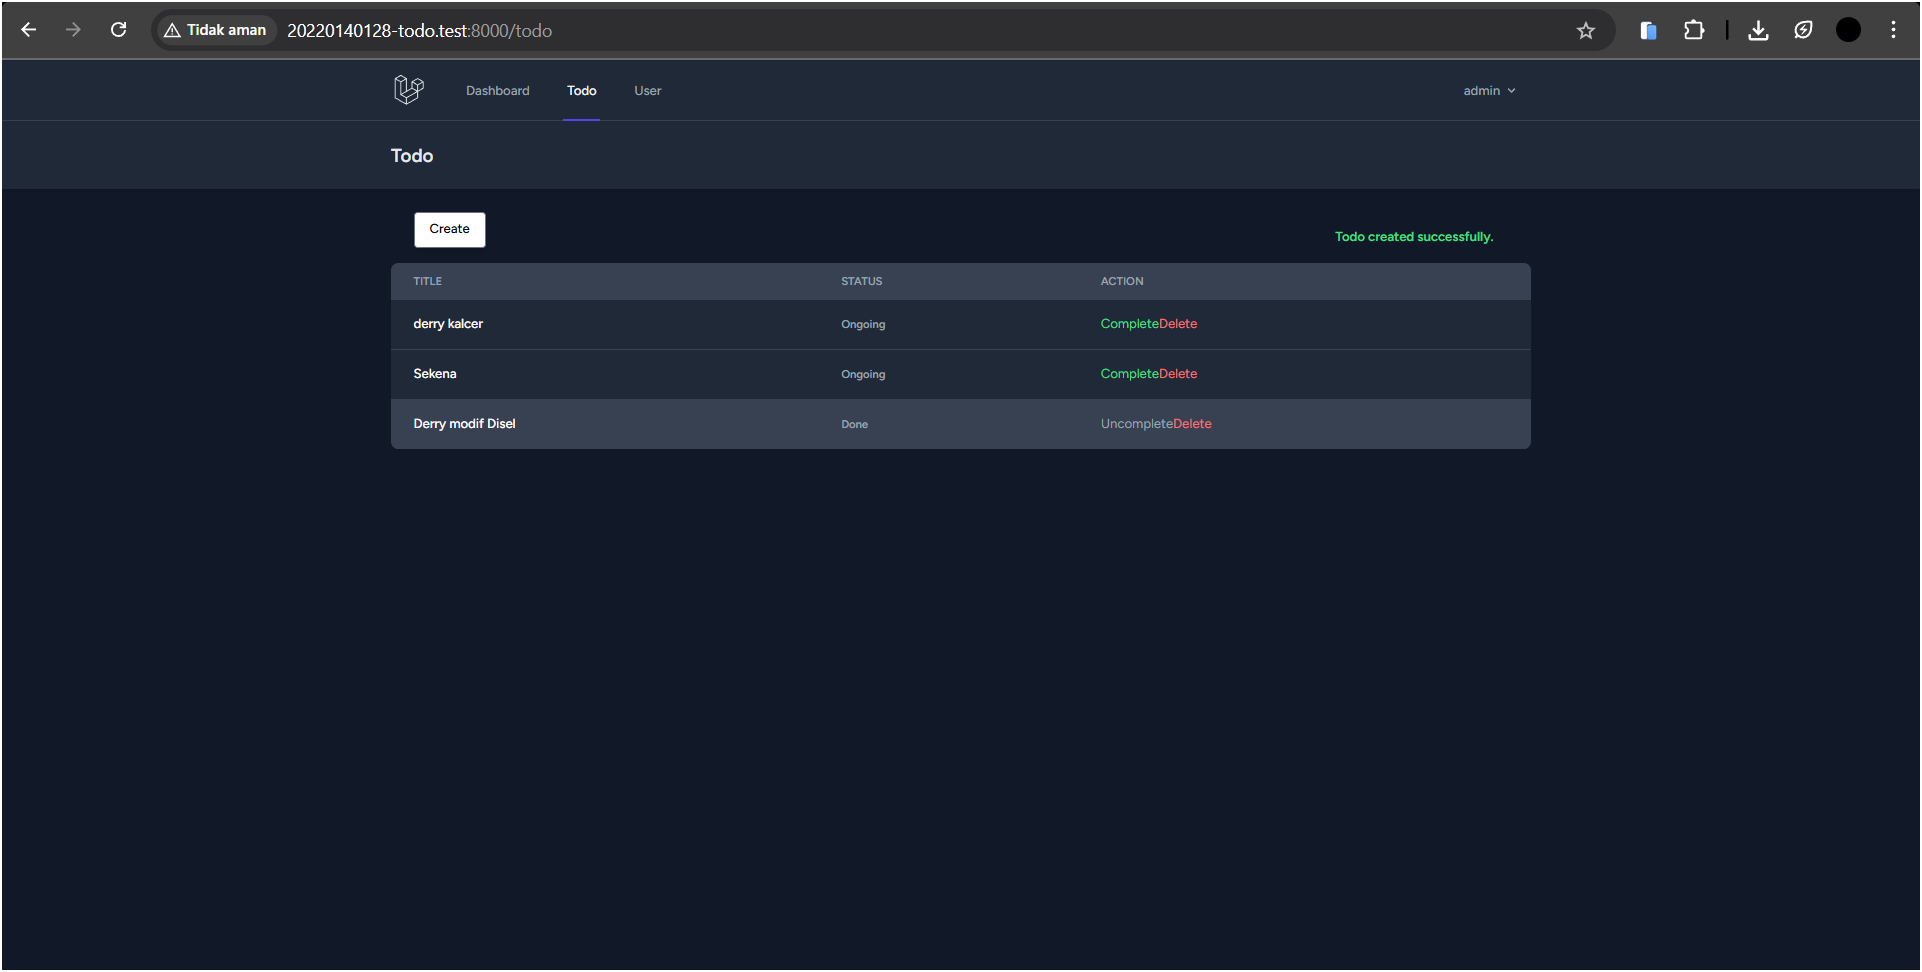 Tidak aman 20220140128-todo.test:8000/todo
Dashboard Todo User admin
Todo
Create Todo created successfully.
TITLE STATUS ACTION
derry kalcer Ongoing CompleteDelete
Sekena Ongoing CompleteDelete
Derry modif Disel Done UncompleteDelete